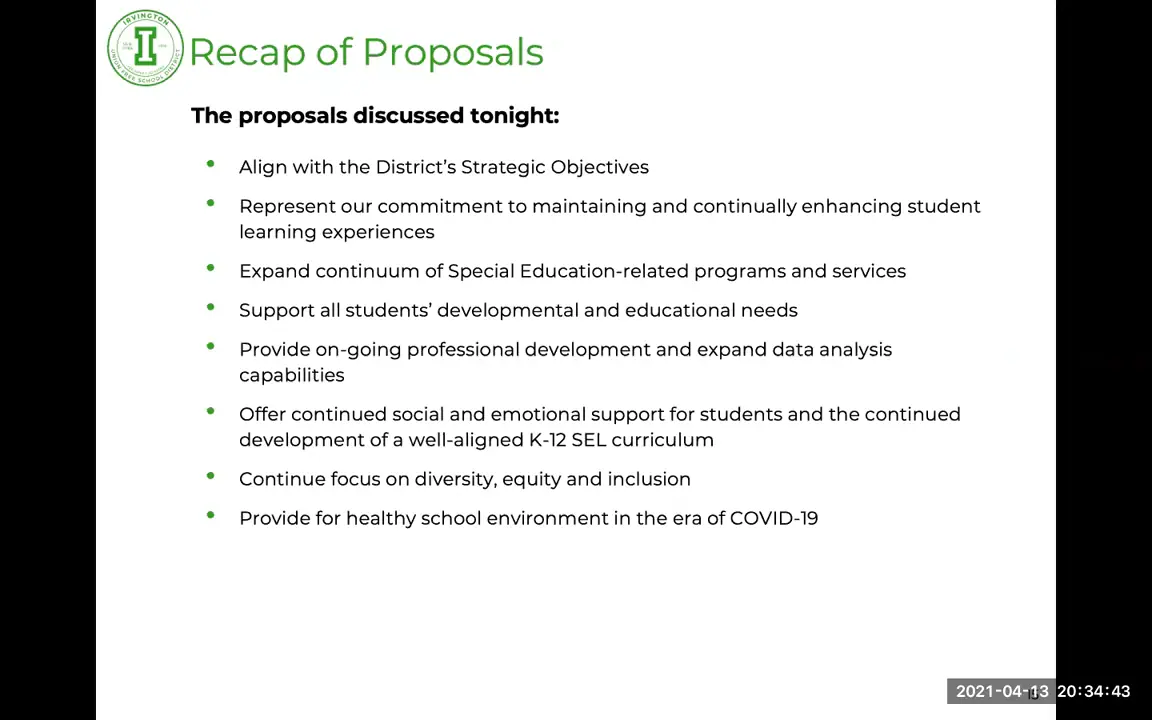 IRVINGTON
UNION FREE SCHOOL DISTRICT
I
Recap of Proposals
The proposals discussed tonight:
• Align with the District's Strategic Objectives
• Represent our commitment to maintaining and continually enhancing student
learning experiences
• Expand continuum of Special Education-related programs and services
• Support all students' developmental and educational needs
• Provide on-going professional development and expand data analysis
capabilities
• Offer continued social and emotional support for students and the continued
development of a well-aligned K-12 SEL curriculum
• Continue focus on diversity, equity and inclusion
• Provide for healthy school environment in the era of COVID-19
2021-04-13 20:34:43